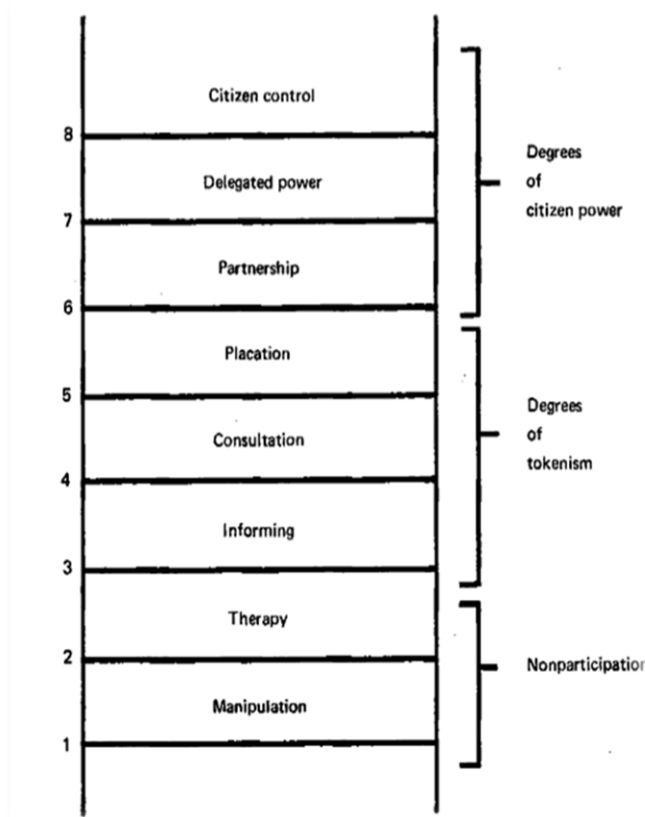 Citizen control
8
Delegated power
7
Partnership
6
Placation
5
Consultation
4
Informing
3
Therapy
2
Manipulation
1
Degrees
of
citizen power
Degrees
of
tokenism
Nonparticipation